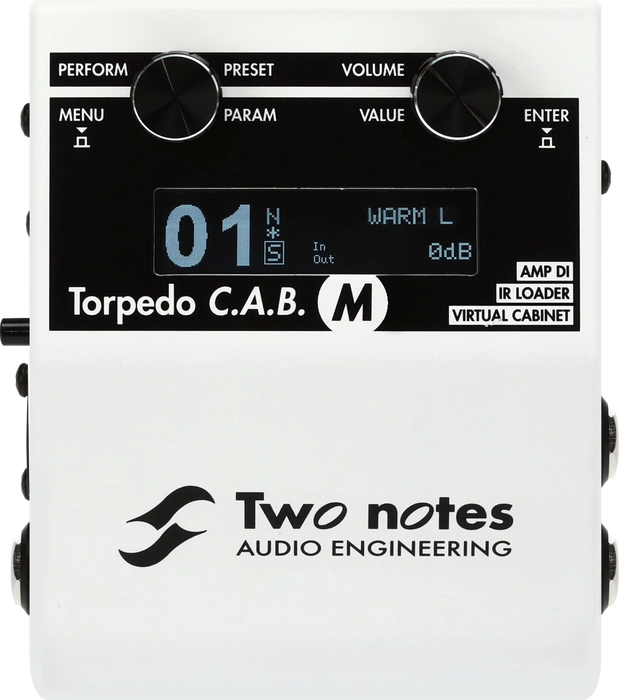 PERFORM PRESET VOLUME
MENU PARAM VALUE ENTER
01 N WARM L
*
S In 0dB
Out
AMP DI
IR LOADER
Torpedo C.A.B. M
VIRTUAL CABINET
Two notes
AUDIO ENGINEERING